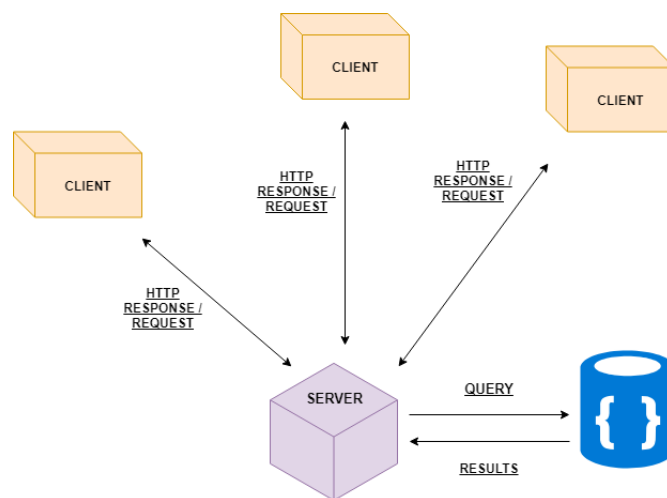 CLIENT
CLIENT
CLIENT
HTTP
RESPONSE /
REQUEST
HTTP
RESPONSE /
REQUEST
HTTP
RESPONSE /
REQUEST
SERVER
QUERY
{ }
RESULTS